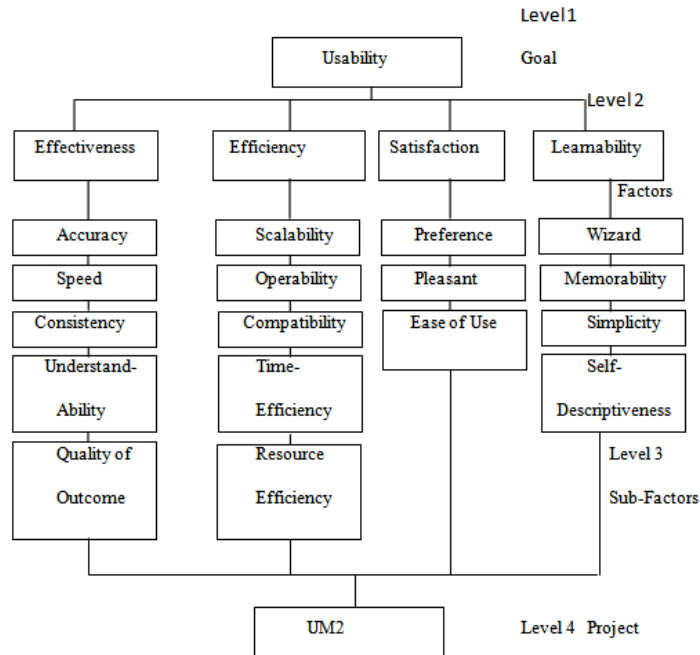 Level 1
Usability
Goal
Level 2
Effectiveness
Efficiency
Satisfaction
Learnability
Factors
Accuracy
Scalability
Preference
Wizard
Speed
Operability
Pleasant
Memorability
Consistency
Compatibility
Ease of Use
Simplicity
Understand-
Ability
Time-
Efficiency
Self-
Descriptiveness
Quality of
Outcome
Resource
Efficiency
Level 3
Sub-Factors
UM2
Level 4 Project